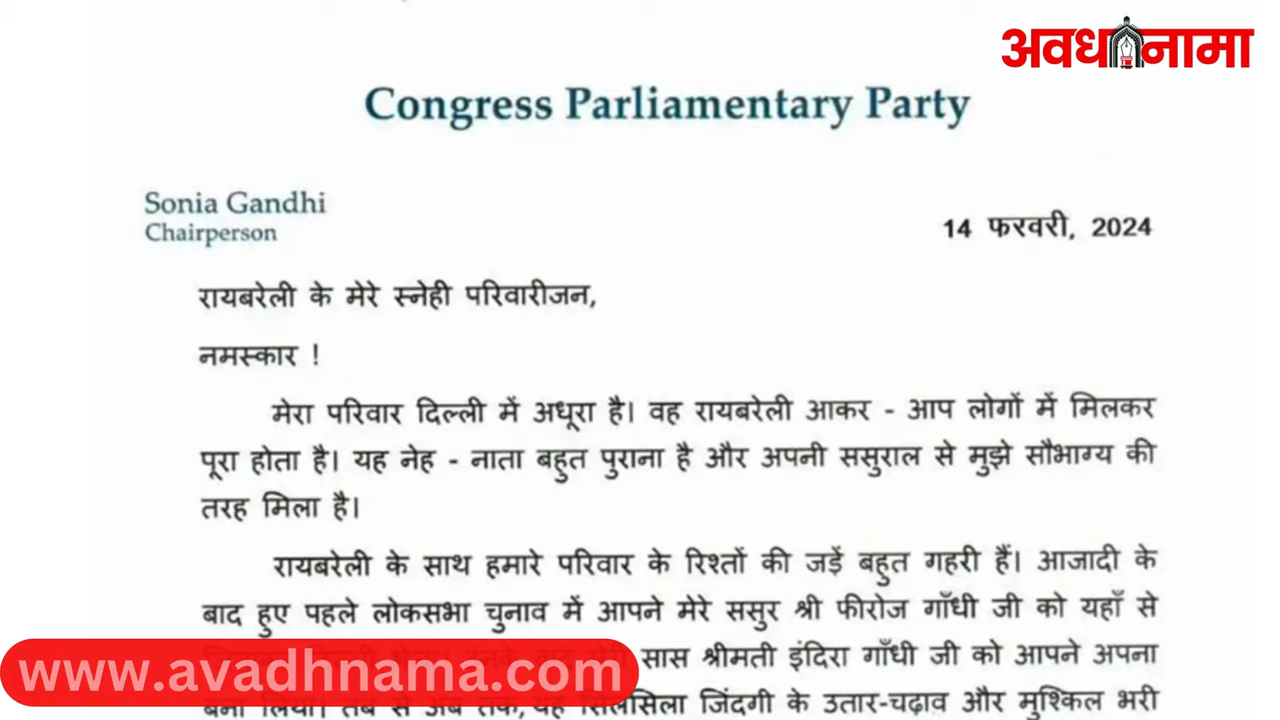 अवधनामा
Congress Parliamentary Party
Sonia Gandhi
Chairperson
14 फरवरी, 2024
रायबरेली के मेरे स्नेही परिवारीजन,
नमस्कार !
मेरा परिवार दिल्ली में अधूरा है। वह रायबरेली आकर - आप लोगों में मिलकर
पूरा होता है। यह नेह - नाता बहुत पुराना है और अपनी ससुराल से मुझे सौभाग्य की
तरह मिला है।
रायबरेली के साथ हमारे परिवार के रिश्तों की जड़ें बहुत गहरी हैं। आजादी के
बाद हुए पहले लोकसभा चुनाव में आपने मेरे ससुर श्री फीरोज गाँधी जी को यहाँ से
सास श्रीमती इंदिरा गाँधी जी को आपने अपना
सिलसिला जिंदगी के उतार-चढ़ाव और मुश्किल भरी
www.avadhnama.com